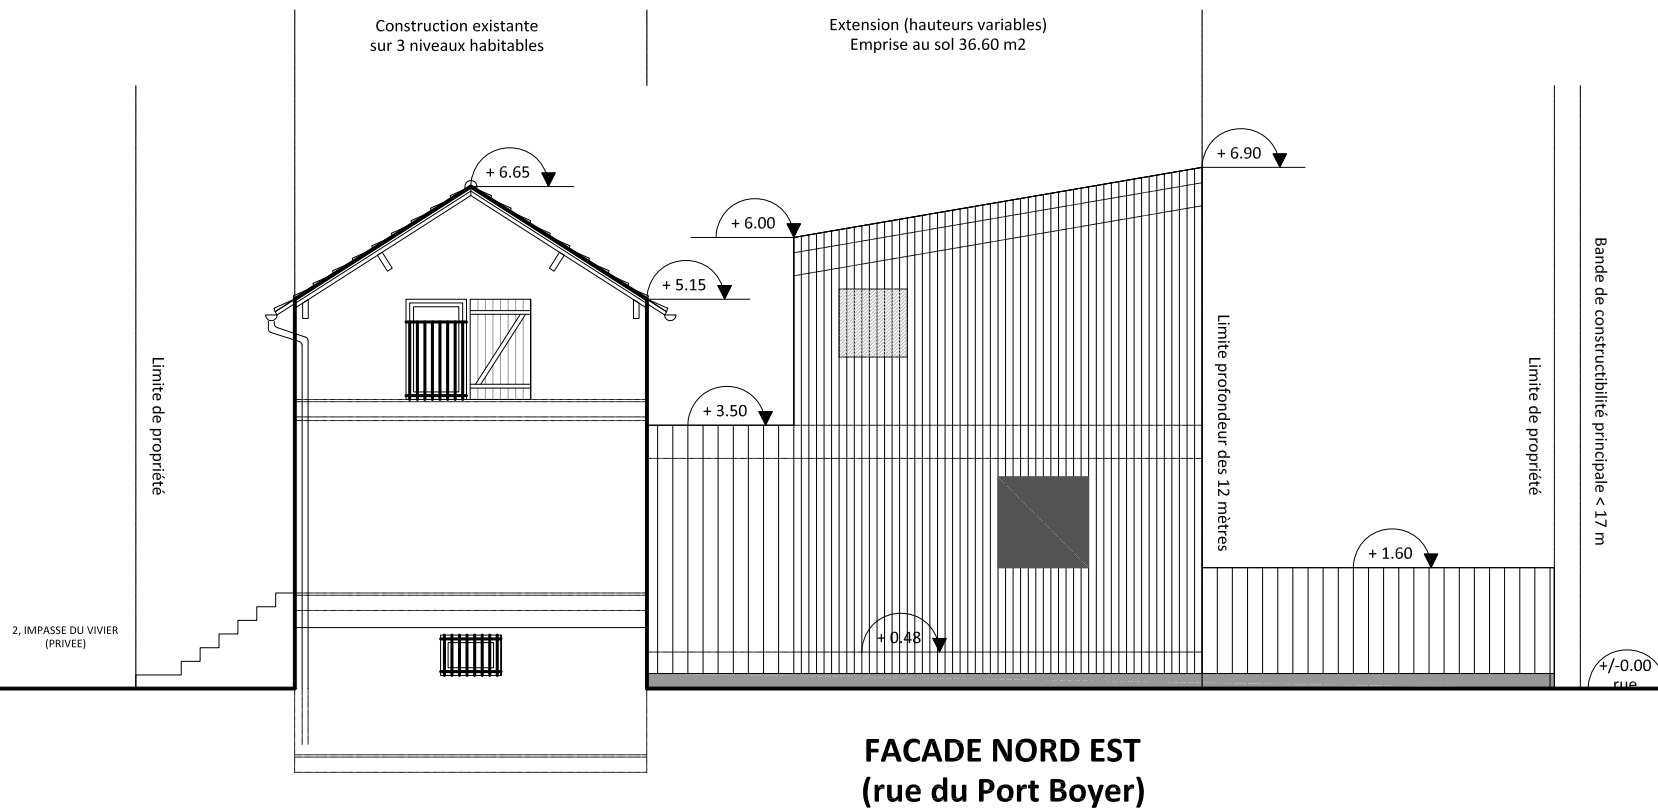 Construction existante
sur 3 niveaux habitables
Extension (hauteurs variables)
Emprise au sol 36.60 m2
+ 6.65
+ 6.90
+ 6.00
+ 5.15
+ 3.50
+ 1.60
+ 0.48
+/-0.00
rue
Limite de propriété
Limite profondeur des 12 mètres
Limite de propriété
Bande de constructibilité principale < 17 m
2, IMPASSE DU VIVIER
(PRIVEE)
FACADE NORD EST
(rue du Port Boyer)